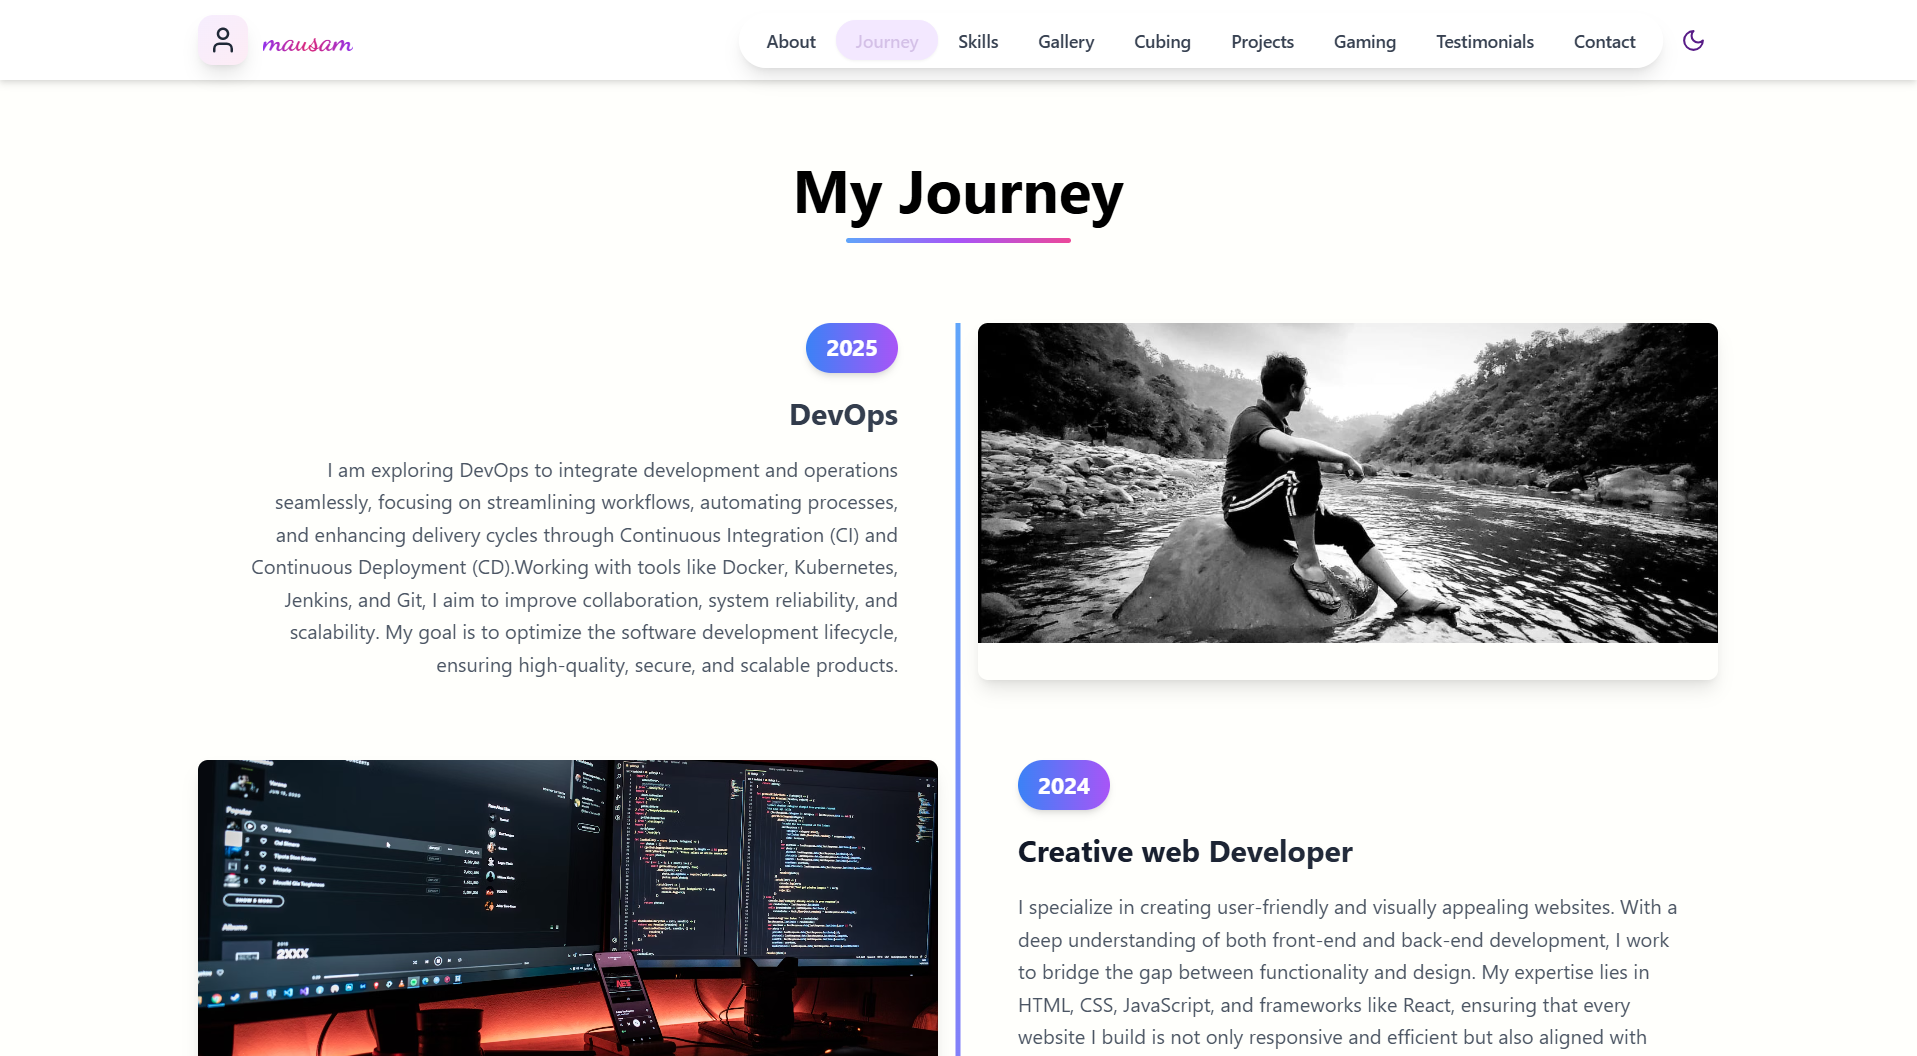 mausam
About Journey Skills Gallery Cubing Projects Gaming Testimonials Contact
My Journey
2025
DevOps
I am exploring DevOps to integrate development and operations
seamlessly, focusing on streamlining workflows, automating processes,
and enhancing delivery cycles through Continuous Integration (CI) and
Continuous Deployment (CD).Working with tools like Docker, Kubernetes,
Jenkins, and Git, I aim to improve collaboration, system reliability, and
scalability. My goal is to optimize the software development lifecycle,
ensuring high-quality, secure, and scalable products.
Popular
SHOW 5 MORE
Albums
2XXX
2024
Creative web Developer
I specialize in creating user-friendly and visually appealing websites. With a
deep understanding of both front-end and back-end development, I work
to bridge the gap between functionality and design. My expertise lies in
HTML, CSS, JavaScript, and frameworks like React, ensuring that every
website I build is not only responsive and efficient but also aligned with